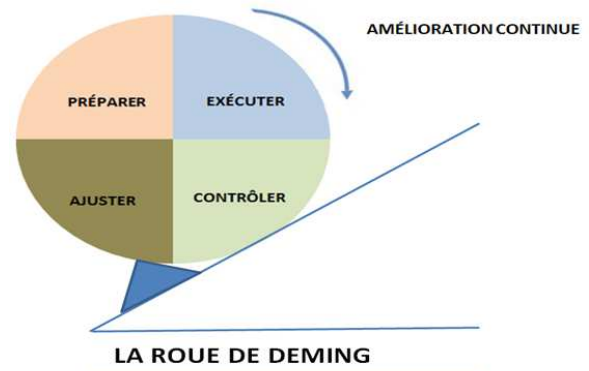 AMÉLIORATION CONTINUE
PRÉPARER
EXÉCUTER
AJUSTER
CONTRÔLER
LA ROUE DE DEMING